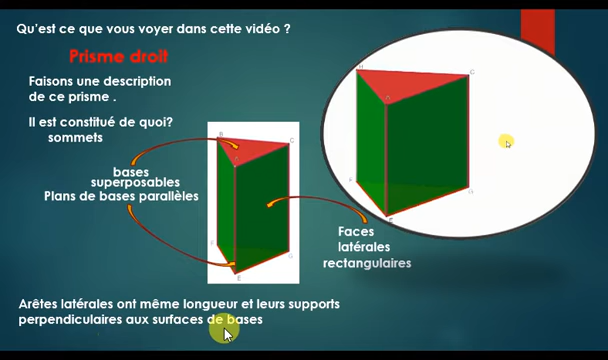 Qu'est ce que vous voyer dans cette vidéo ?
Prisme droit
Faisons une description
de ce prisme .
Il est constitué de quoi?
sommets
bases
superposables
Plans de bases parallèles
Faces
latérales
rectangulaires
Arêtes latérales ont même longueur et leurs supports
perpendiculaires aux surfaces de bases
B
C
A
F
G
E
C
A
E